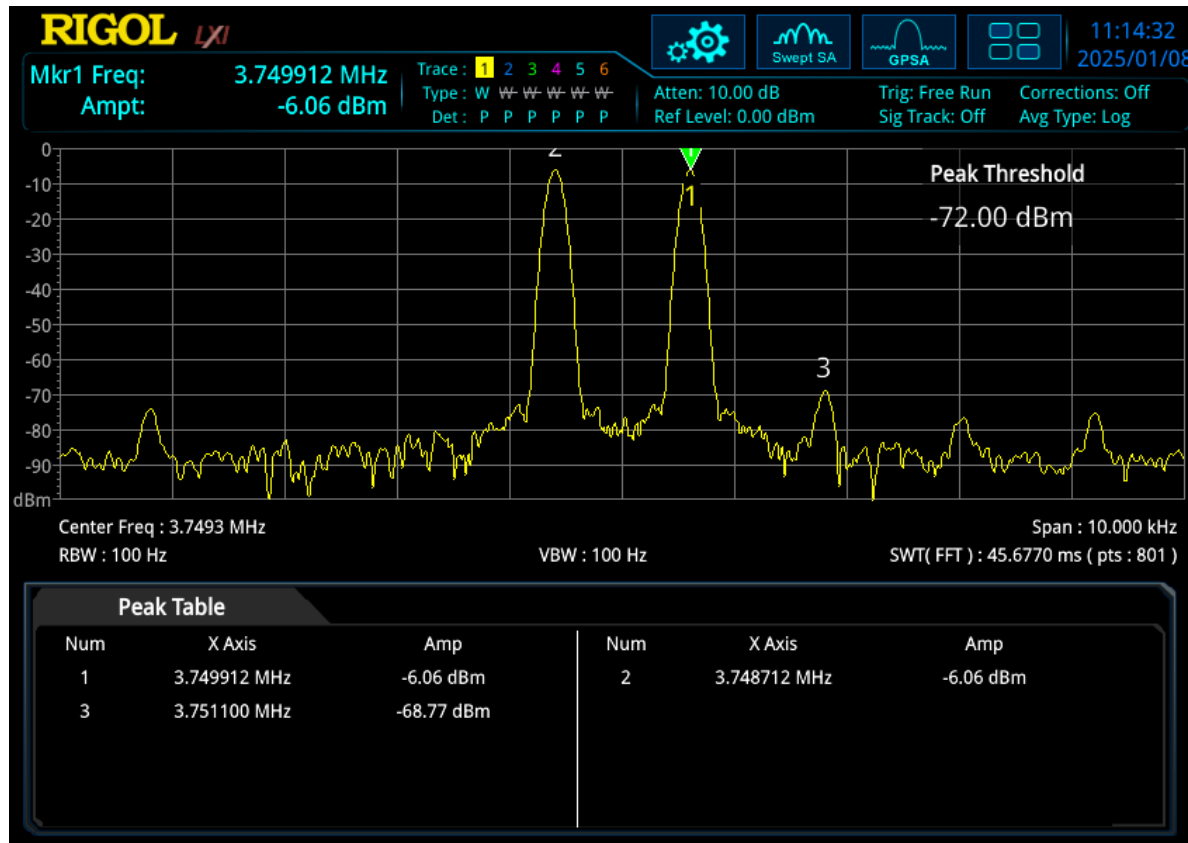 RIGOL LXI
Swept SA
GPSA
11:14:32
2025/01/08
Mkr1 Freq: 3.749912 MHz
Ampt: -6.06 dBm
Trace : 1 2 3 4 5 6
Type : W W W W W W
Det : P P P P P P
Atten: 10.00 dB
Ref Level: 0.00 dBm
Trig: Free Run
Sig Track: Off
Corrections: Off
Avg Type: Log
0
-10
-20
-30
-40
-50
-60
-70
-80
-90
dBm
2
1
1
3
Peak Threshold
-72.00 dBm
Center Freq : 3.7493 MHz
Span : 10.000 kHz
RBW : 100 Hz
VBW : 100 Hz
SWT( FFT ) : 45.6770 ms ( pts : 801 )
Peak Table
Num X Axis Amp Num X Axis Amp
1 3.749912 MHz -6.06 dBm 2 3.748712 MHz -6.06 dBm
3 3.751100 MHz -68.77 dBm